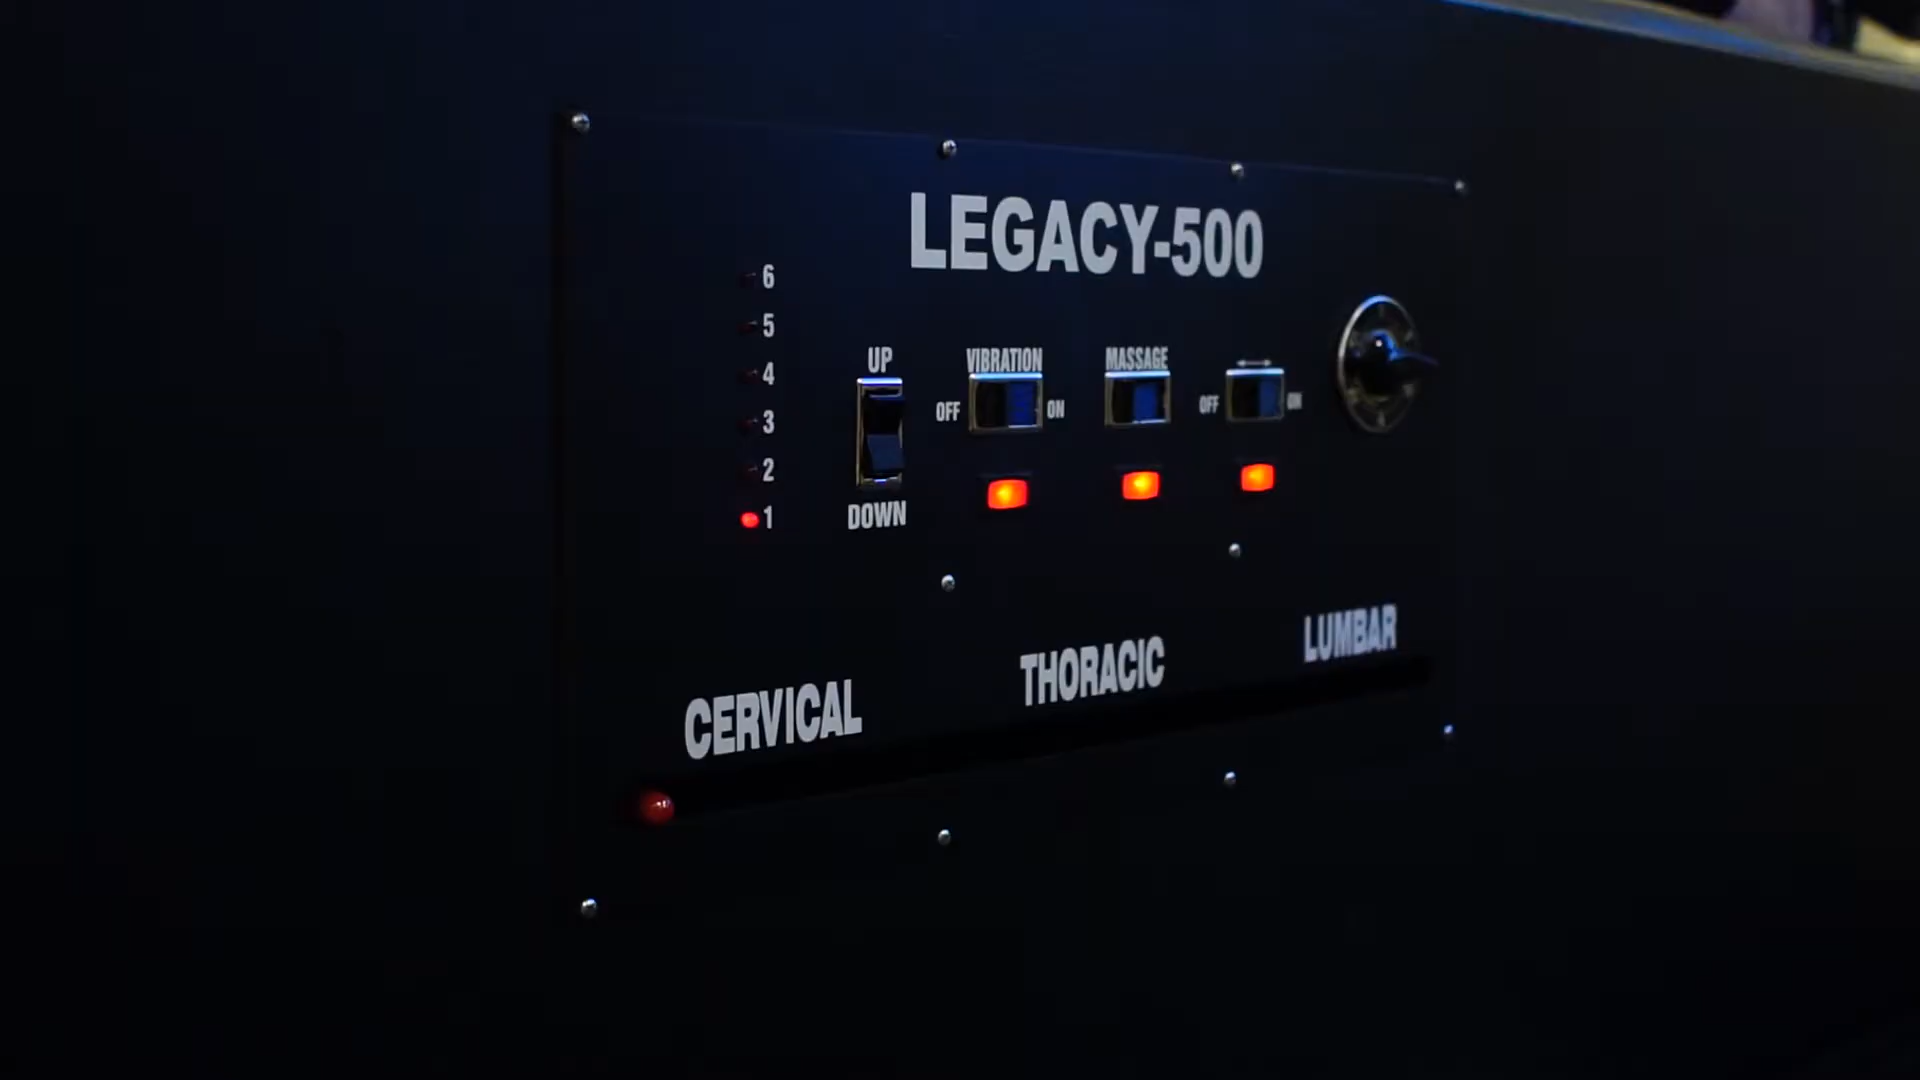 LEGACY-500
6
5
4
3
2
1
UP
DOWN
VIBRATION
OFF
ON
MASSAGE
OFF
ON
CERVICAL
THORACIC
LUMBAR